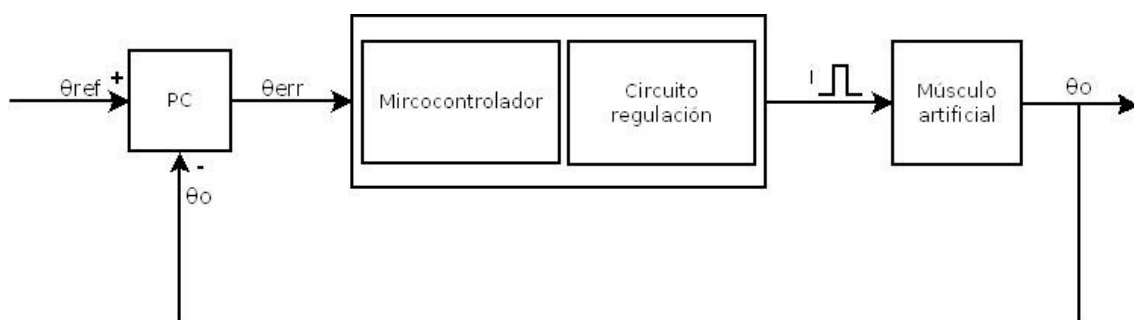 θref
+
PC
θerr
Mircocontrolador
Circuito
regulación
I
Músculo
artificial
θo
-
θo